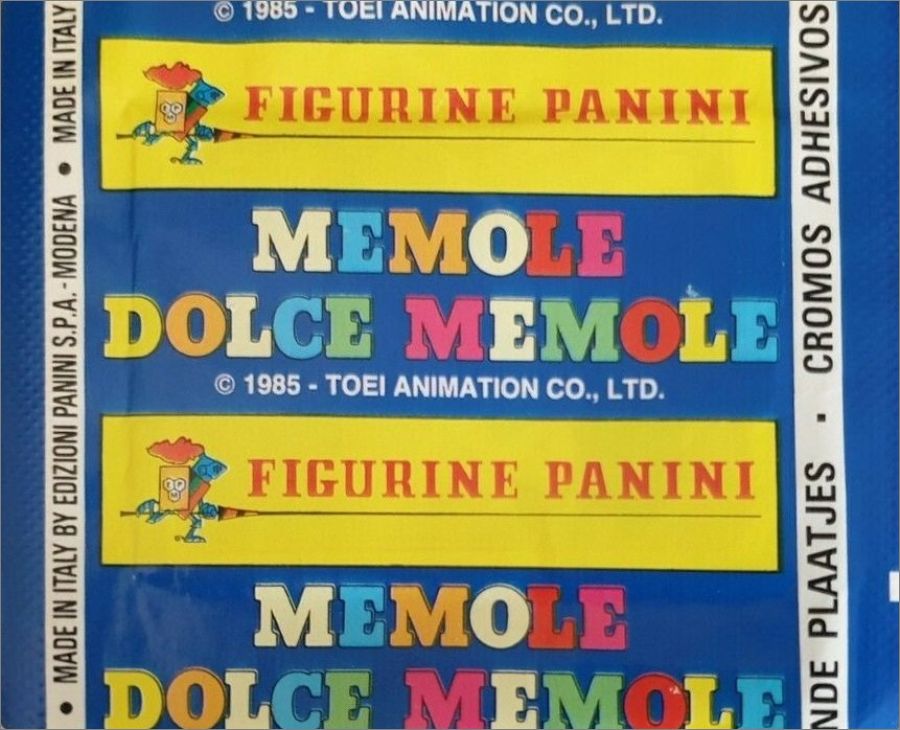 © 1985 - TOEI ANIMATION CO., LTD.
FIGURINE PANINI
MEMOLE
DOLCE MEMOLE
© 1985 - TOEI ANIMATION CO., LTD.
FIGURINE PANINI
MEMOLE
DOLCE MEMOLE
• MADE IN ITALY BY EDIZIONI PANINI S.P.A. - MODENA • MADE IN ITALY
NDE PLAATJES · CROMOS ADHESIVOS